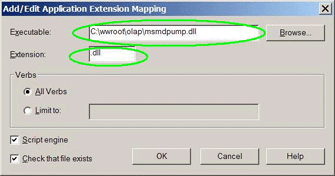 Add/Edit Application Extension Mapping
Executable: C:\wwroof\olap\msmdpump.dll Browse...
Extension: .dll
Verbs
All Verbs
Limit to:
Script engine
Check that file exists
OK Cancel Help